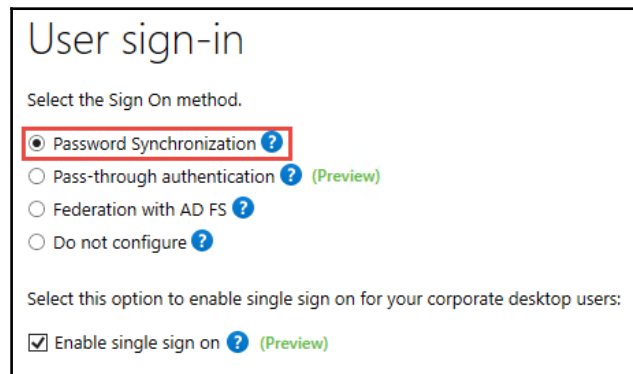 User sign-in
Select the Sign On method.
Password Synchronization ?
Pass-through authentication ? (Preview)
Federation with AD FS ?
Do not configure ?
Select this option to enable single sign on for your corporate desktop users:
Enable single sign on ? (Preview)